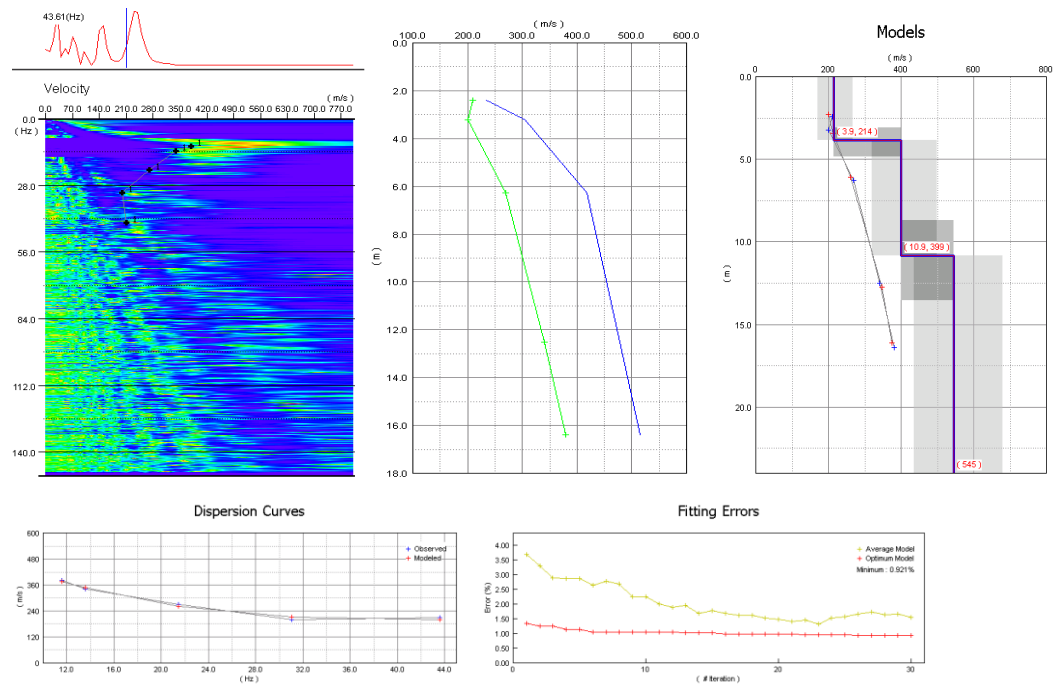 43.61(Hz)
Velocity
( m/s )
0.0 70.0 140.0 210.0 280.0 350.0 420.0 490.0 560.0 630.0 700.0 770.0
0.0
( Hz )
28.0
56.0
84.0
112.0
140.0
( m/s )
100.0 200.0 300.0 400.0 500.0 600.0
0.0
2.0
4.0
6.0
8.0
10.0
12.0
14.0
16.0
18.0
( m )
Models
( m/s )
0 200 400 600 800
0.0
5.0
10.0
15.0
20.0
( m )
( 3.9, 214 )
( 10.9, 399 )
( 545 )
Dispersion Curves
600
480
360
240
120
0
( m/s )
Observed
Modeled
12.0 16.0 20.0 24.0 28.0 32.0 36.0 40.0 44.0
( Hz )
Fitting Errors
4.00
3.50
3.00
2.50
2.00
1.50
1.00
0.50
0.00
Error (%)
Average Model
Optimum Model
Minimum : 0.921%
0 10 20 30
( # Iteration )